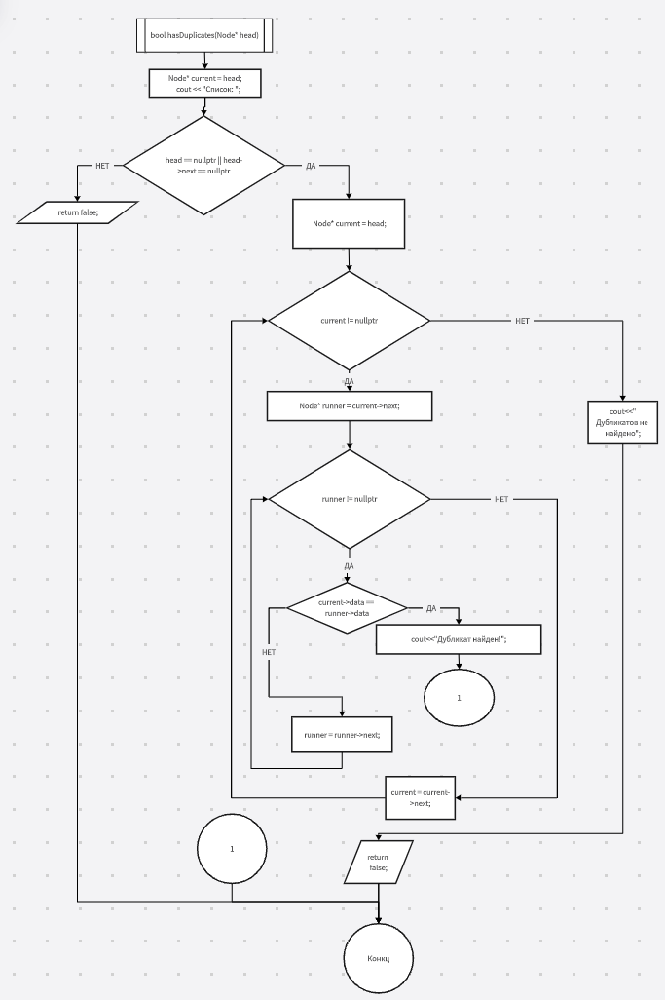 bool hasDuplicates(Node* head)
Node* current = head;
cout << "Список: ";
head == nullptr || head-
>next == nullptr
НЕТ
ДА
return false;
Node* current = head;
current != nullptr
НЕТ
ДА
Node* runner = current->next;
cout<<"
Дубликатов не
найдено";
runner != nullptr
НЕТ
ДА
current->data ==
runner->data
ДА
НЕТ
cout<<"Дубликат найден!";
1
runner = runner->next;
current = current-
>next;
1
return
false;
Конкц